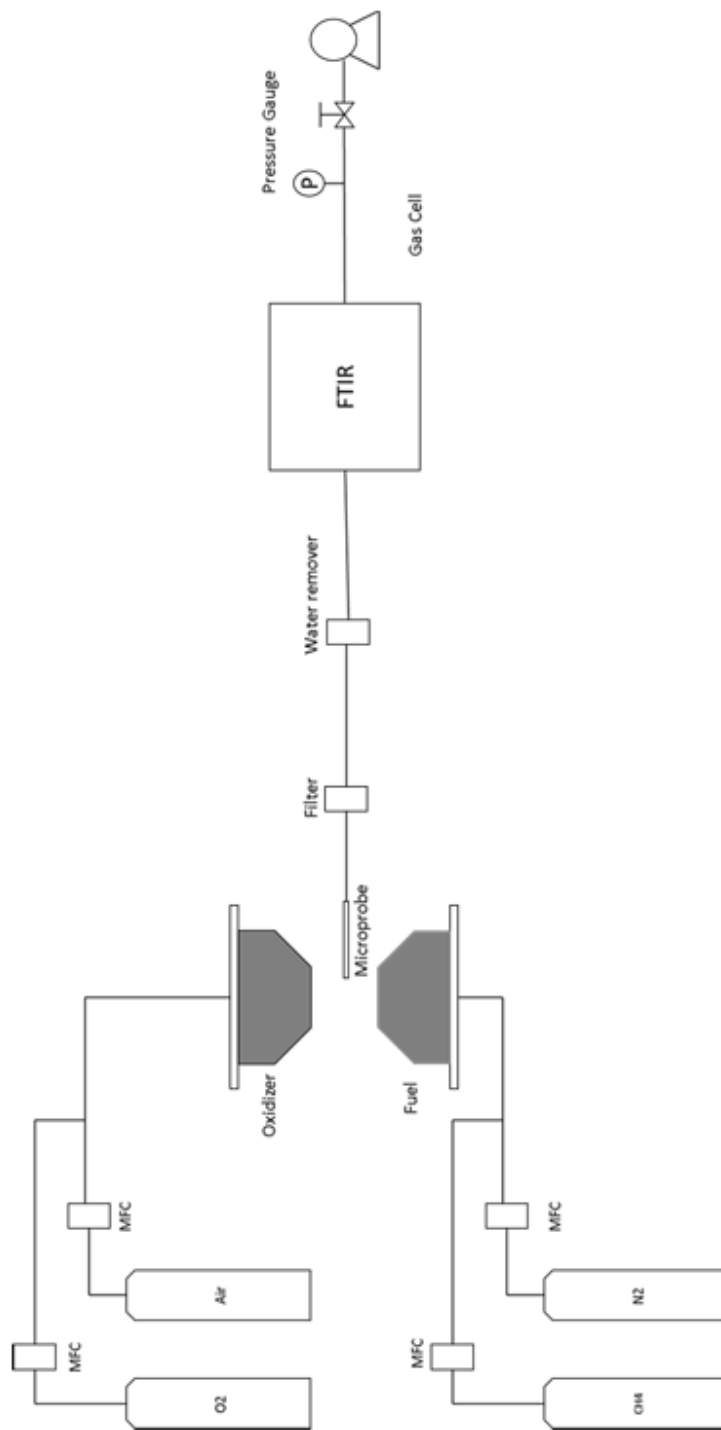 O2
MFC
Air
MFC
Oxidizer
CH4
MFC
N2
MFC
Fuel
Microprobe
Filter
Water remover
FTIR
Gas Cell
P
Pressure Gauge